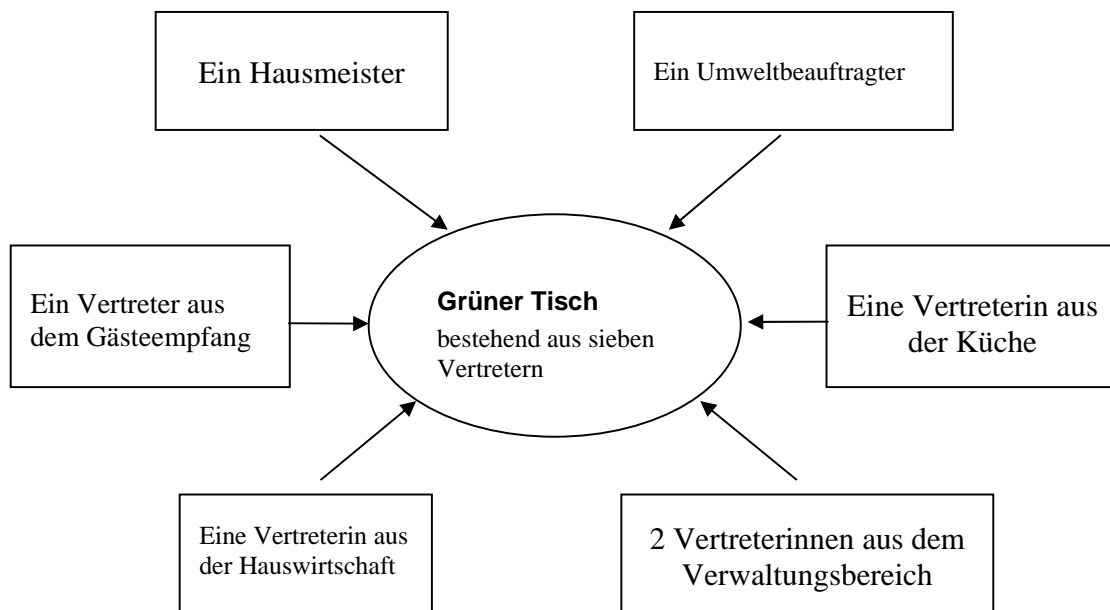 Ein Hausmeister
Ein Umweltbeauftragter
Ein Vertreter aus
dem Gästeempfang
Grüner Tisch
bestehend aus sieben
Vertretern
Eine Vertreterin aus
der Küche
Eine Vertreterin aus
der Hauswirtschaft
2 Vertreterinnen aus dem
Verwaltungsbereich